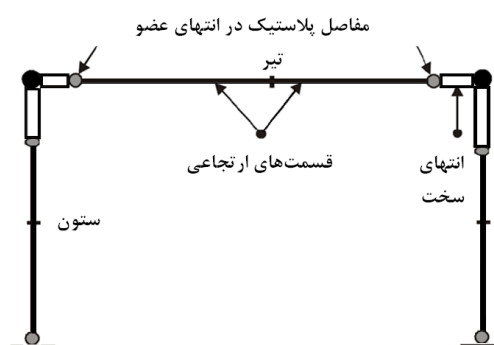 مفاصل پلاستیک در انتهای عضو
تیر
قسمت‌های ارتجاعی
انتهای
سخت
ستون